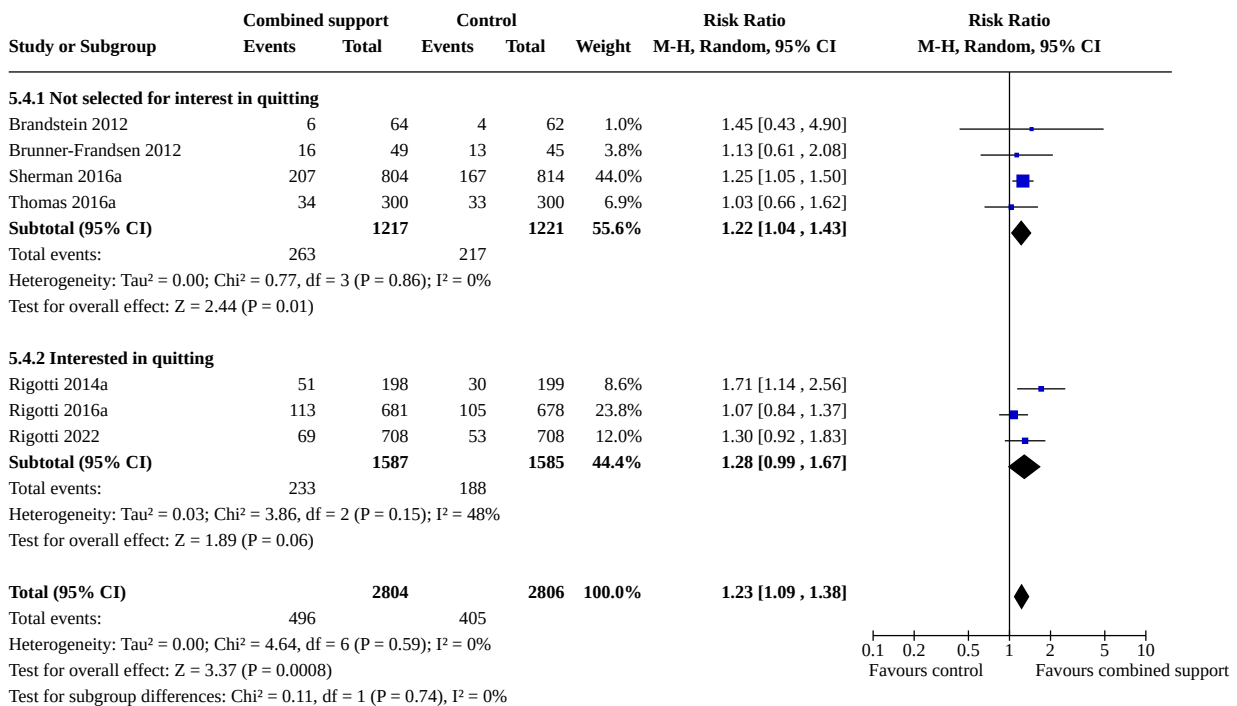 Combined support Control Risk Ratio Risk Ratio
Study or Subgroup Events Total Events Total Weight M-H, Random, 95% CI M-H, Random, 95% CI
5.4.1 Not selected for interest in quitting
Brandstein 2012 6 64 4 62 1.0% 1.45 [0.43 , 4.90]
Brunner-Frandsen 2012 16 49 13 45 3.8% 1.13 [0.61 , 2.08]
Sherman 2016a 207 804 167 814 44.0% 1.25 [1.05 , 1.50]
Thomas 2016a 34 300 33 300 6.9% 1.03 [0.66 , 1.62]
Subtotal (95% CI) 1217 1221 55.6% 1.22 [1.04 , 1.43]
Total events: 263 217
Heterogeneity: Tau² = 0.00; Chi² = 0.77, df = 3 (P = 0.86); I² = 0%
Test for overall effect: Z = 2.44 (P = 0.01)
5.4.2 Interested in quitting
Rigotti 2014a 51 198 30 199 8.6% 1.71 [1.14 , 2.56]
Rigotti 2016a 113 681 105 678 23.8% 1.07 [0.84 , 1.37]
Rigotti 2022 69 708 53 708 12.0% 1.30 [0.92 , 1.83]
Subtotal (95% CI) 1587 1585 44.4% 1.28 [0.99 , 1.67]
Total events: 233 188
Heterogeneity: Tau² = 0.03; Chi² = 3.86, df = 2 (P = 0.15); I² = 48%
Test for overall effect: Z = 1.89 (P = 0.06)
Total (95% CI) 2804 2806 100.0% 1.23 [1.09 , 1.38]
Total events: 496 405
Heterogeneity: Tau² = 0.00; Chi² = 4.64, df = 6 (P = 0.59); I² = 0%
0.1 0.2 0.5 1 2 5 10
Test for overall effect: Z = 3.37 (P = 0.0008) Favours control Favours combined support
Test for subgroup differences: Chi² = 0.11, df = 1 (P = 0.74), I² = 0%